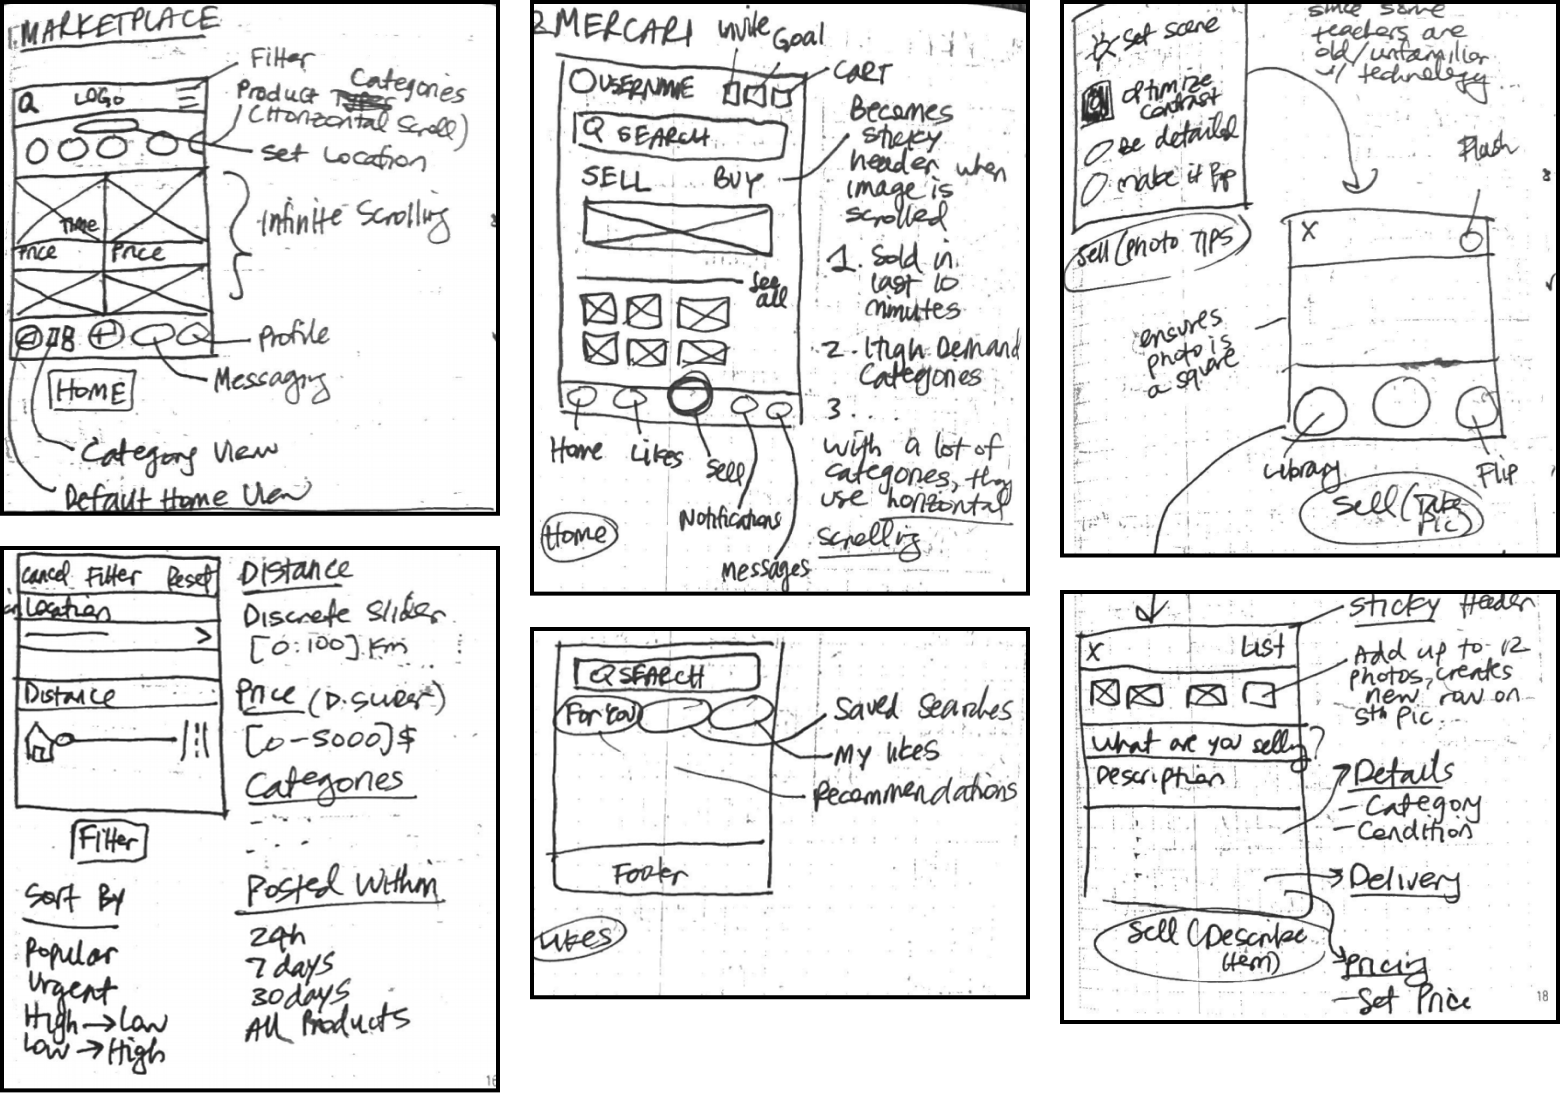 1. MARKETPLACE
Filter
Categories
Product
(Horizontal Scroll)
Set Location
LOGO
Time
Price
Price
Infinite Scrolling
Profile
Messaging
HOME
Category View
Default Home View
Cancel Filter Reset
Location
>
Distance
Filter
Sort By
Popular
Urgent
High → Low
Low → High
Distance
Discrete Slider
[0:100] km
Price (D. Slider)
[0-5000]$
Categories
Posted Within
24h
7 days
30 days
All Products
16
2. MERCARI
invite
Goal
CART
USERNAME
SEARCH
SELL BUY
Becomes
sticky
header when
image is
scrolled
See
all
1. Sold in
last 10
minutes
2. High Demand
Categories
3...
with a lot of
categories, they
use horizontal
scrolling
Home
Likes
Sell
Notifications
Messages
Home
SEARCH
For You
Saved Searches
My likes
Recommendations
Footer
Likes
Set scene
optimize
contrast
Be detailed
make it pop
Sell (Photo TIPS)
since some
teachers are
old/unfamiliar
w/ technology
Flash
X
ensures
photo is
a square
Library
Flip
Sell (Take
Pic)
Sticky Header
X List
Add up to 12
photos, creates
new row on
5th pic
What are you selling?
Description
Details
- Category
- Condition
Delivery
Pricing
- Set Price
Sell (Describe
Item)
18